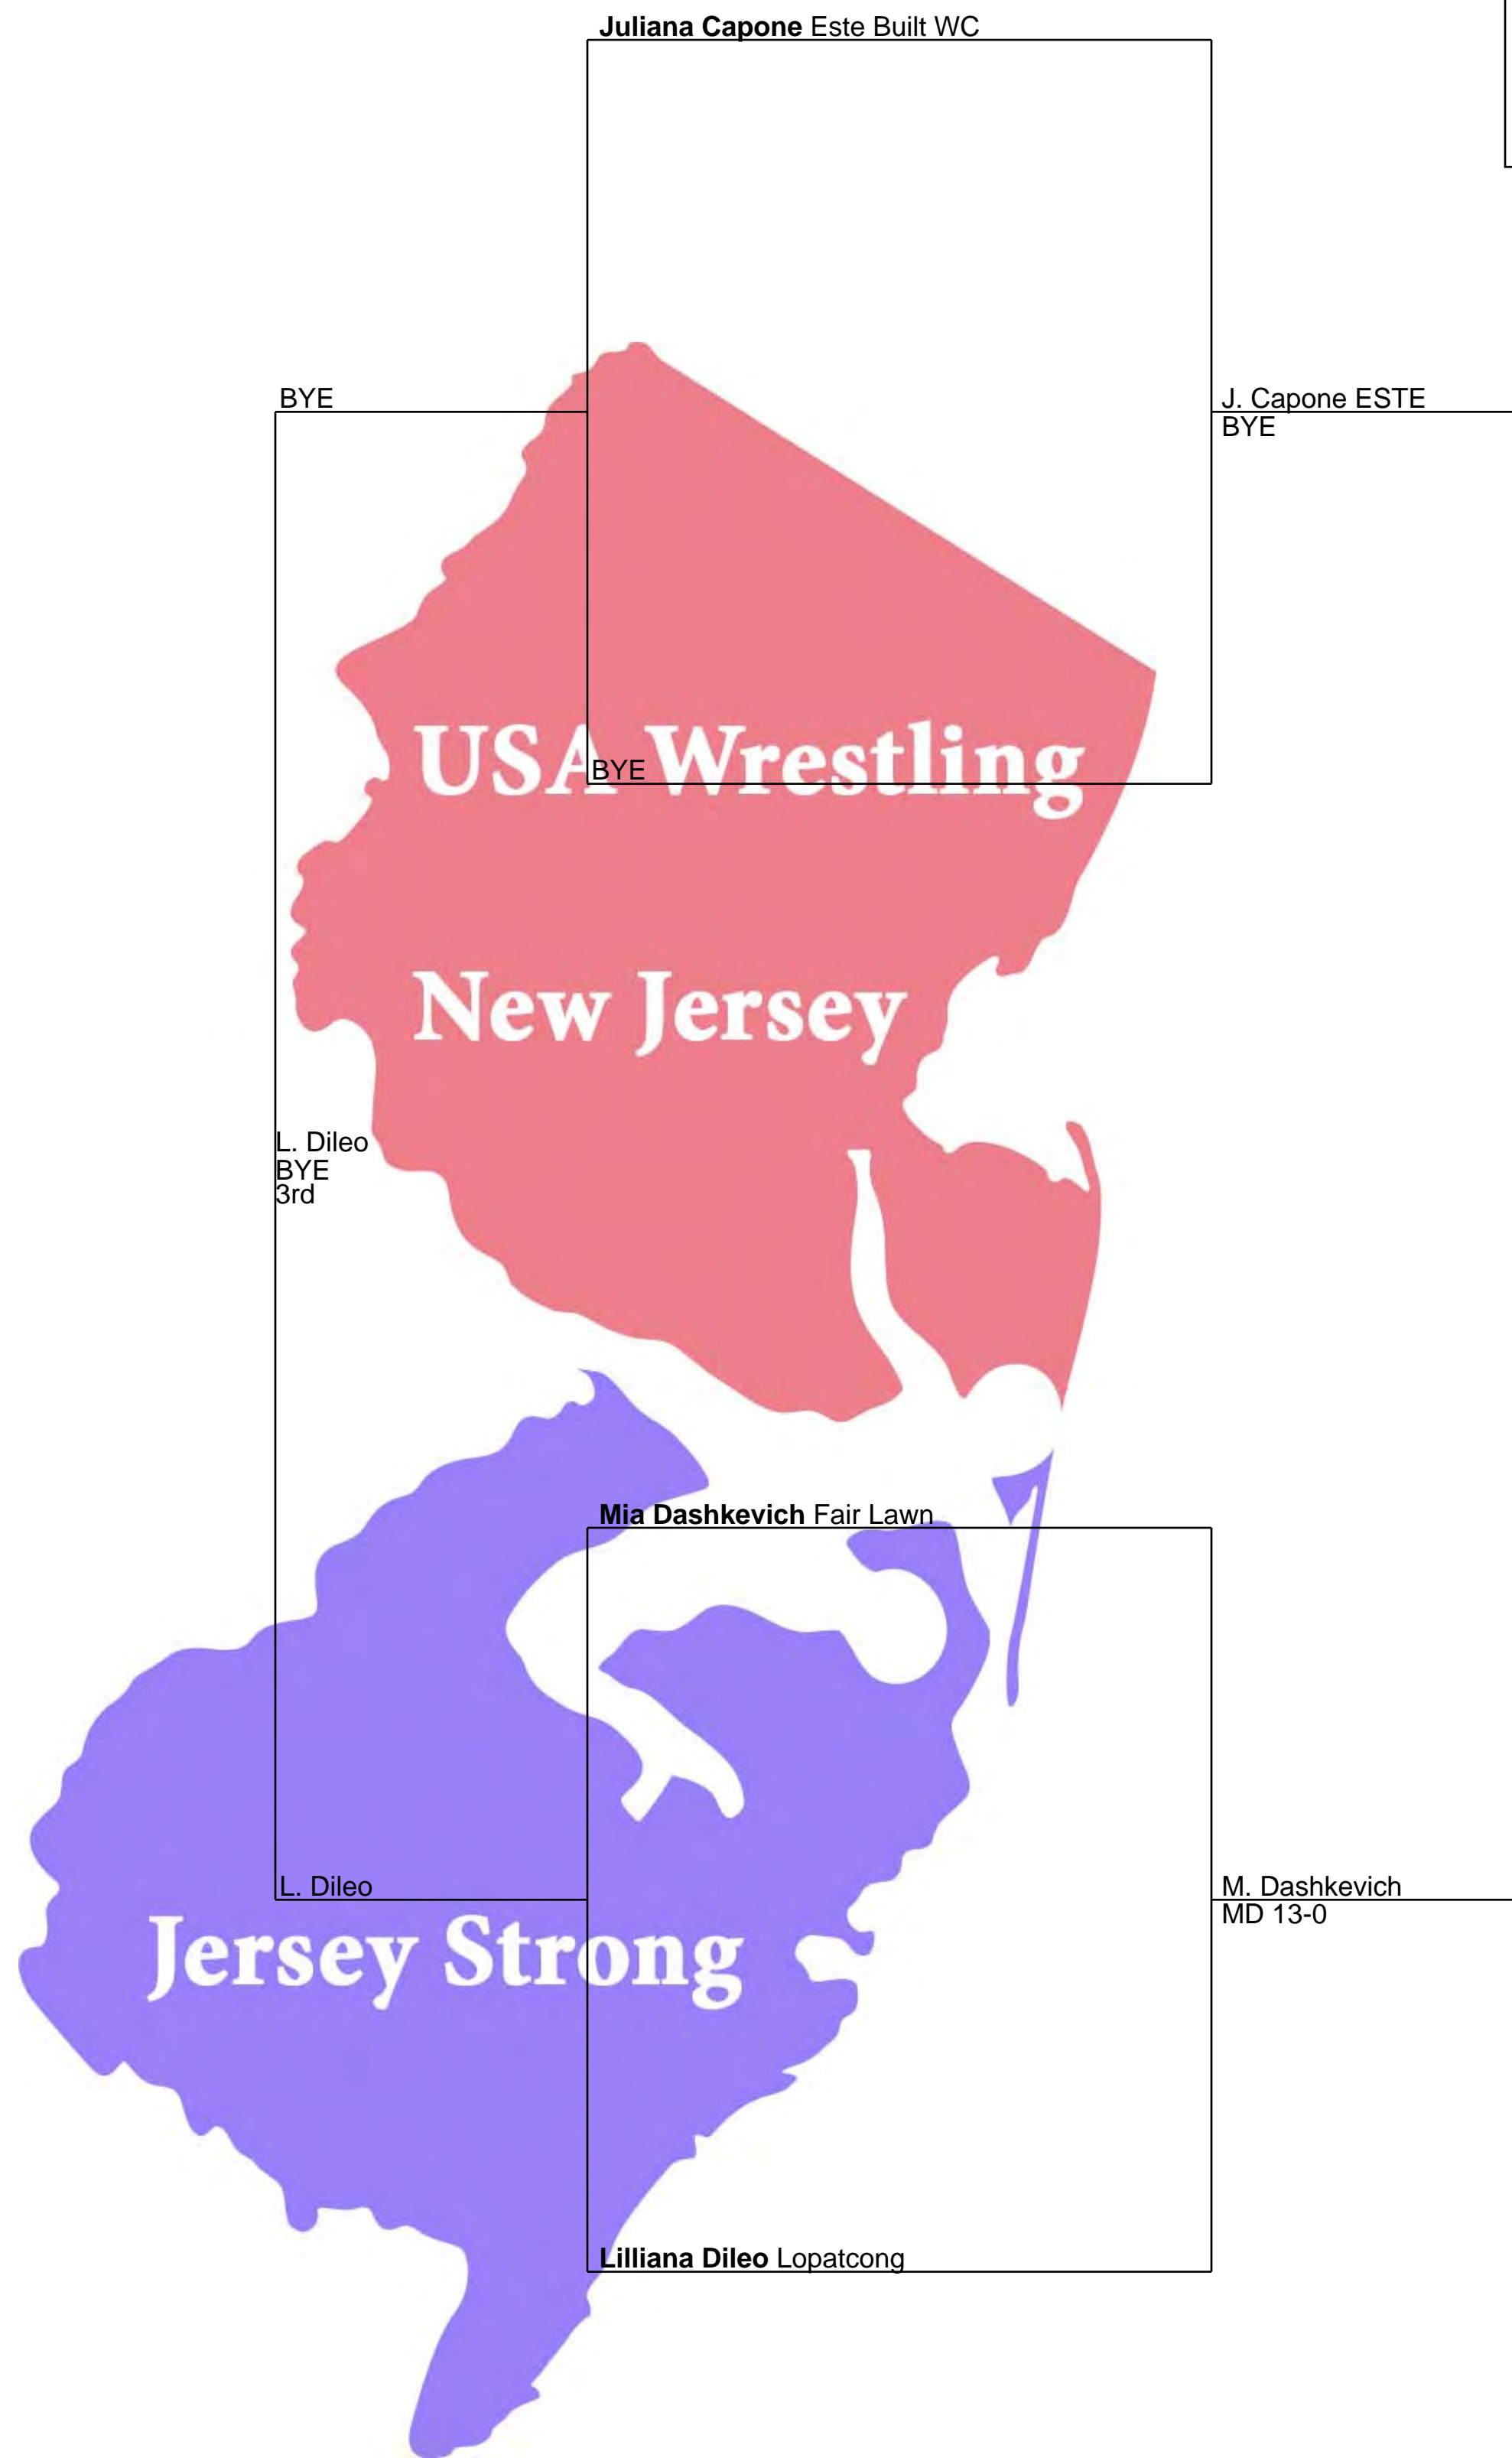 Juliana Capone Este Built WC
BYE
J. Capone ESTE
BYE
USA Wrestling
BYE
New Jersey
L. Dileo
BYE
3rd
Mia Dashkevich Fair Lawn
L. Dileo
M. Dashkevich
MD 13-0
Jersey Strong
Lilliana Dileo Lopatcong